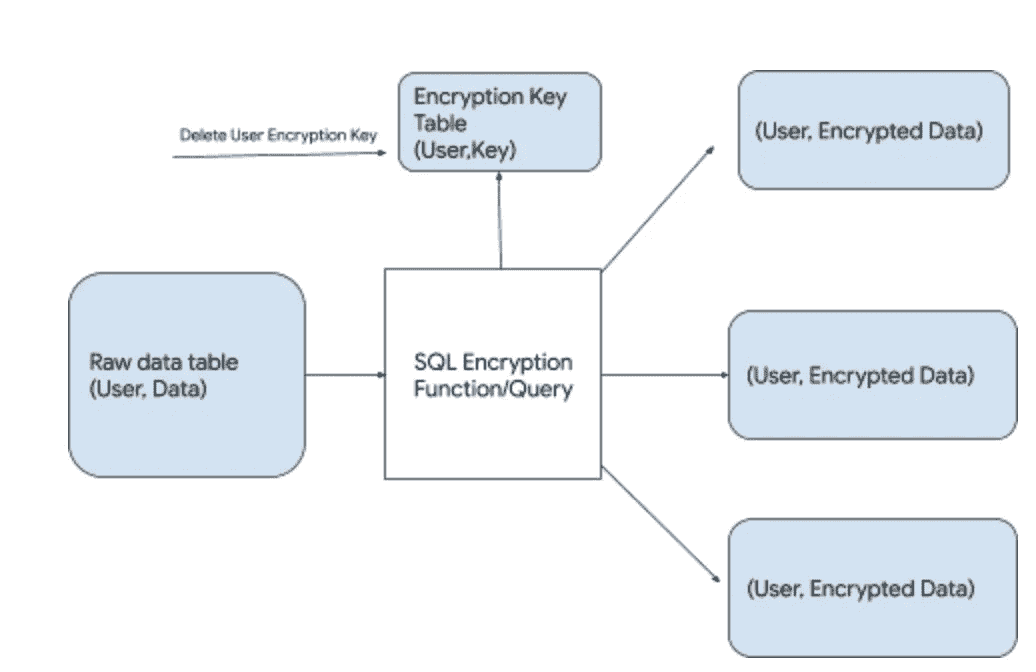 Delete User Encryption Key
Encryption Key
Table
(User,Key)
(User, Encrypted Data)
Raw data table
(User, Data)
SQL Encryption
Function/Query
(User, Encrypted Data)
(User, Encrypted Data)